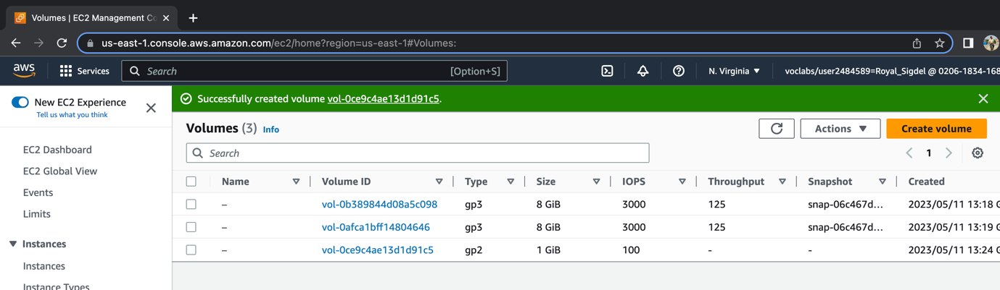 Volumes | EC2 Management Co
us-east-1.console.aws.amazon.com/ec2/home?region=us-east-1#Volumes:
aws Services Search [Option+S] N. Virginia voclabs/user2484589=Royal_Sigdel @ 0206-1834-168
New EC2 Experience
Tell us what you think
Successfully created volume vol-0ce9c4ae13d1d91c5.
Volumes (3) Info Actions Create volume
Search 1
EC2 Dashboard
EC2 Global View
Events
Limits
Instances
Instances
Instance Types
Name Volume ID Type Size IOPS Throughput Snapshot Created
– vol-0b389844d08a5c098 gp3 8 GiB 3000 125 snap-06c467d... 2023/05/11 13:18 G
– vol-0afca1bff14804646 gp3 8 GiB 3000 125 snap-06c467d... 2023/05/11 13:19 G
– vol-0ce9c4ae13d1d91c5 gp2 1 GiB 100 - - 2023/05/11 13:24 G